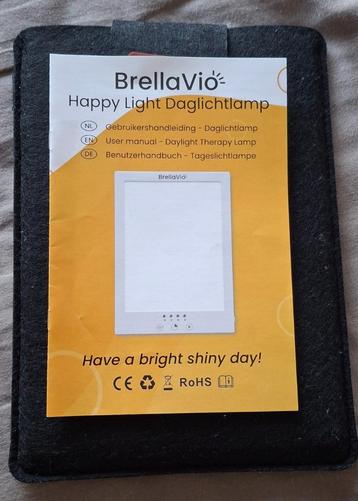 BrellaVio
Happy Light Daglichtlamp
NL Gebruikershandleiding - Daglichtlamp
EN User manual - Daylight Therapy Lamp
DE Benutzerhandbuch - Tageslichtlampe
BrellaVio
Have a bright shiny day!
CE RoHS